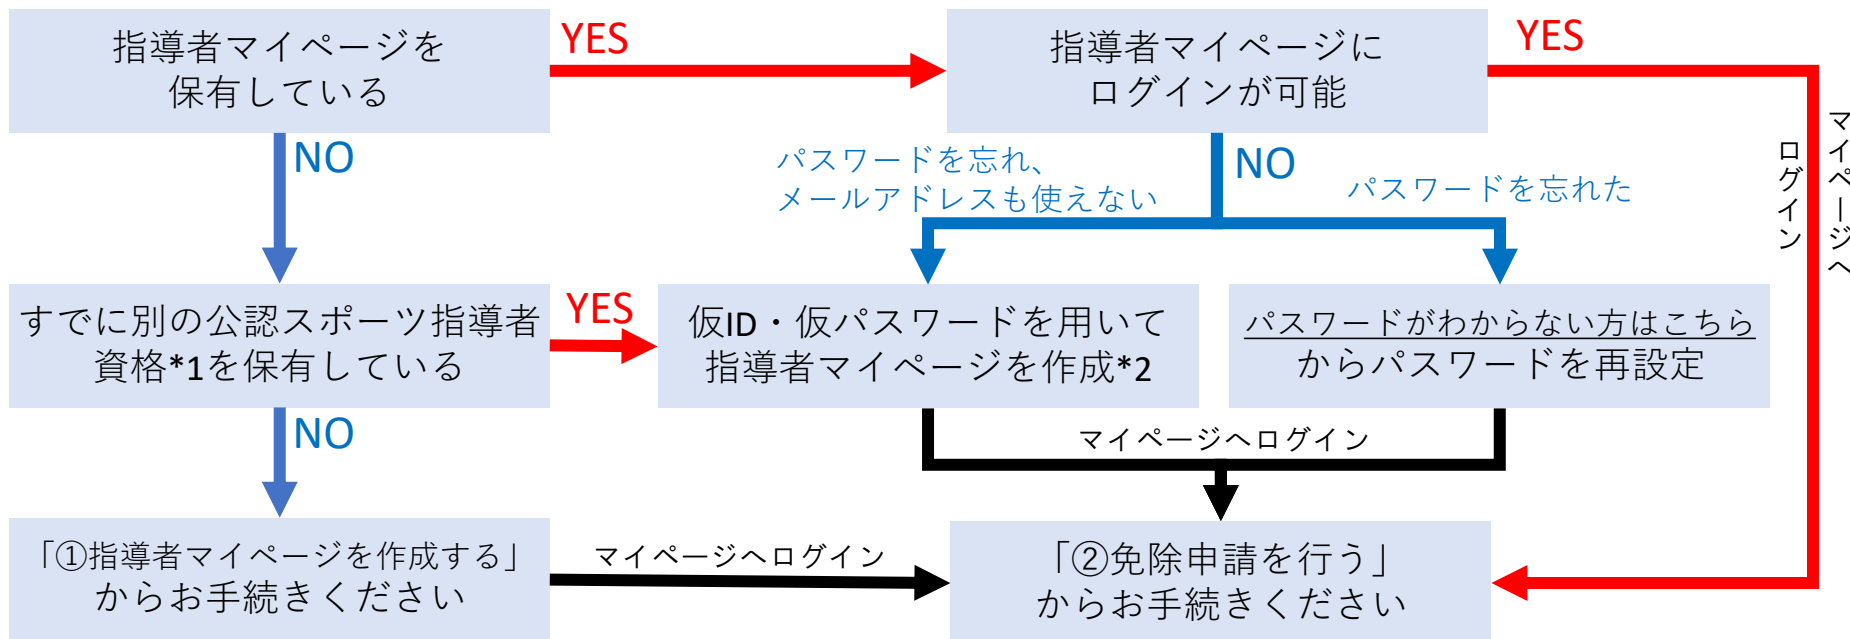 指導者マイページを
保有している
YES
指導者マイページに
ログインが可能
YES
マイページへ
ログイン
NO
パスワードを忘れ、
メールアドレスも使えない
NO
パスワードを忘れた
すでに別の公認スポーツ指導者
資格*1を保有している
YES
仮ID・仮パスワードを用いて
指導者マイページを作成*2
パスワードがわからない方はこちら
からパスワードを再設定
NO
マイページへログイン
「①指導者マイページを作成する」
からお手続きください
マイページへログイン
「②免除申請を行う」
からお手続きください